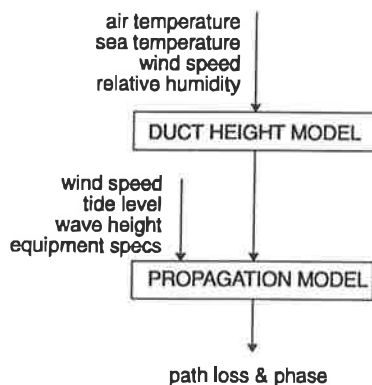 air temperature
sea temperature
wind speed
relative humidity
DUCT HEIGHT MODEL
wind speed
tide level
wave height
equipment specs
PROPAGATION MODEL
path loss & phase